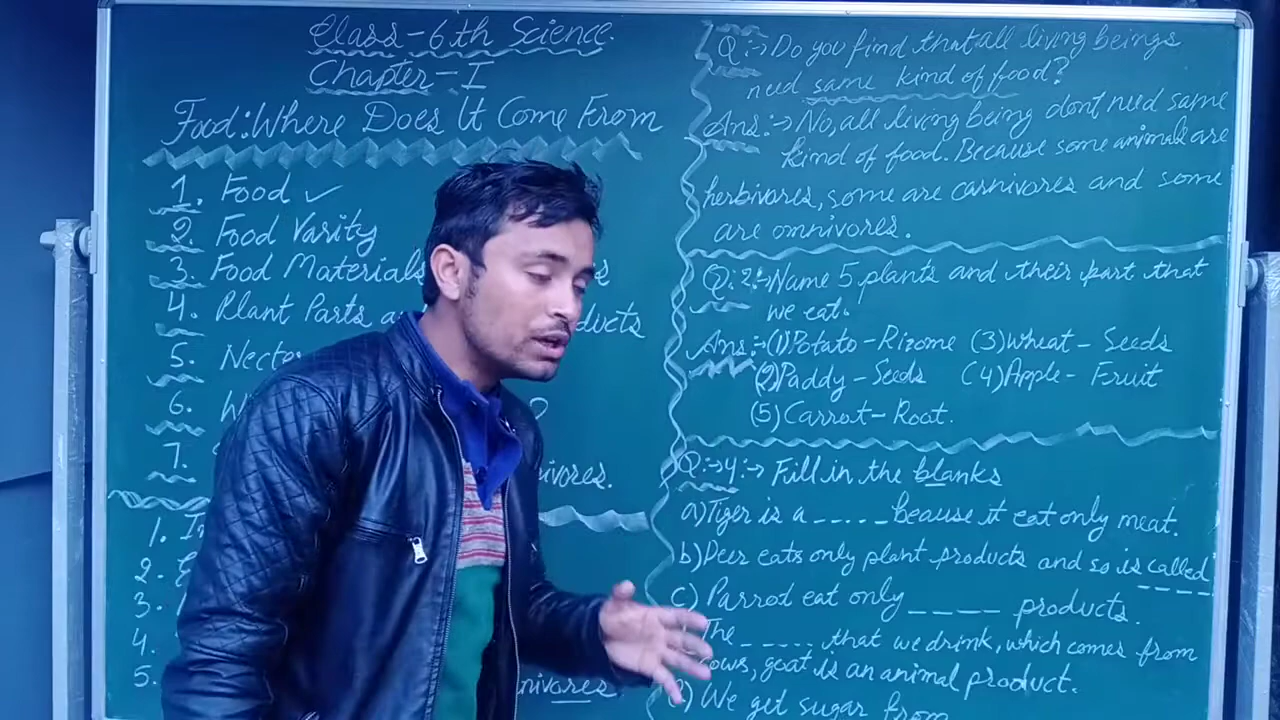 Class-6th Science.
Chapter-I
Food:Where Does It Come From
1. Food ✓
2. Food Varity
3. Food Materials
4. Plant Parts a ducts
5. Necta
6. W ?
7. ivores.
1. I
2.
3.
4.
5. nivores.
Q:→Do you find that all living beings
need same kind of food?
Ans:→No, all living being dont need same
kind of food. Because some animals are
herbivores, some are carnivores and some
are omnivores.
Q.2:→Name 5 plants and their part that
we eat.
Ans:→(1)Potato-Rizome (3)Wheat-Seeds
(2)Paddy-Seeds (4)Apple-Fruit
(5)Carrot-Root.
Q:→4:→Fill in the blanks
a)Tiger is a _ _ _ _ _ beause it eat only meat.
b)Deer eats only plant products and so is called
_ _ _ _
c) Parrot eat only _ _ _ _ products.
The _ _ _ _ _ that we drink, which comes from
cows, goat is an animal product.
We get sugar from